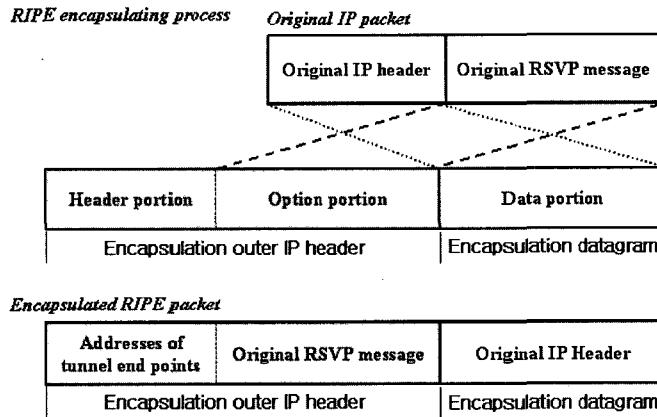 RIPE encapsulating process
Original IP packet
Original IP header
Original RSVP message
Header portion
Option portion
Data portion
Encapsulation outer IP header
Encapsulation datagram
Encapsulated RIPE packet
Addresses of
tunnel end points
Original RSVP message
Original IP Header
Encapsulation outer IP header
Encapsulation datagram